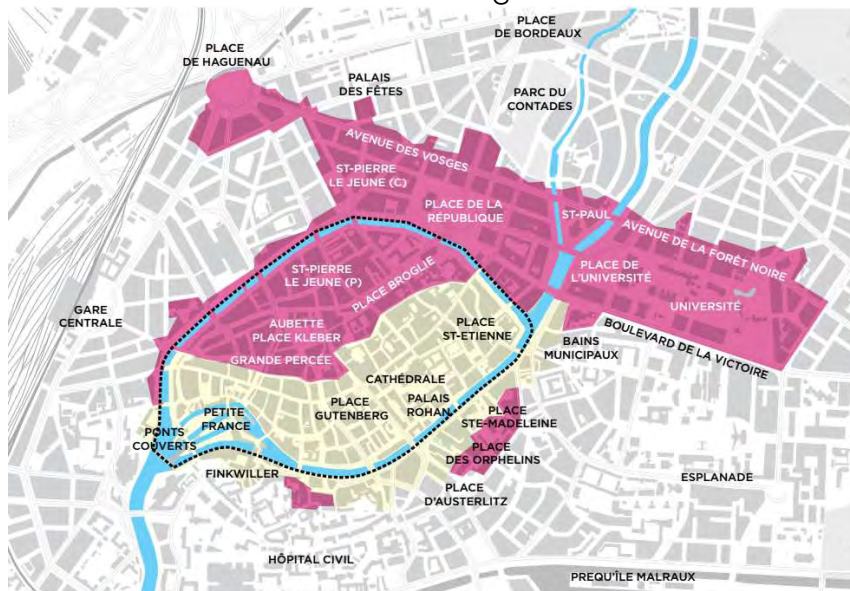 PLACE
DE BORDEAUX
PLACE
DE HAGUENAU
PALAIS
DES FÊTES
PARC DU
CONTADES
AVENUE DES VOSGES
ST-PIERRE
LE JEUNE (C)
PLACE DE LA
RÉPUBLIQUE
ST-PAUL
AVENUE DE LA FORÊT NOIRE
PLACE DE
L'UNIVERSITÉ
UNIVERSITÉ
ST-PIERRE
LE JEUNE (P)
PLACE BROGLIE
GARE
CENTRALE
AUBETTE
PLACE KLEBER
GRANDE PERCÉE
PLACE
ST-ETIENNE
BAINS
MUNICIPAUX
BOULEVARD DE LA VICTOIRE
CATHÉDRALE
PLACE
GUTENBERG
PALAIS
ROHAN
PETITE
FRANCE
PONTS
COUVERTS
PLACE
STE-MADELEINE
PLACE
DES ORPHELINS
FINKWILLER
PLACE
D'AUSTERLITZ
ESPLANADE
HÔPITAL CIVIL
PREQU'ÎLE MALRAUX